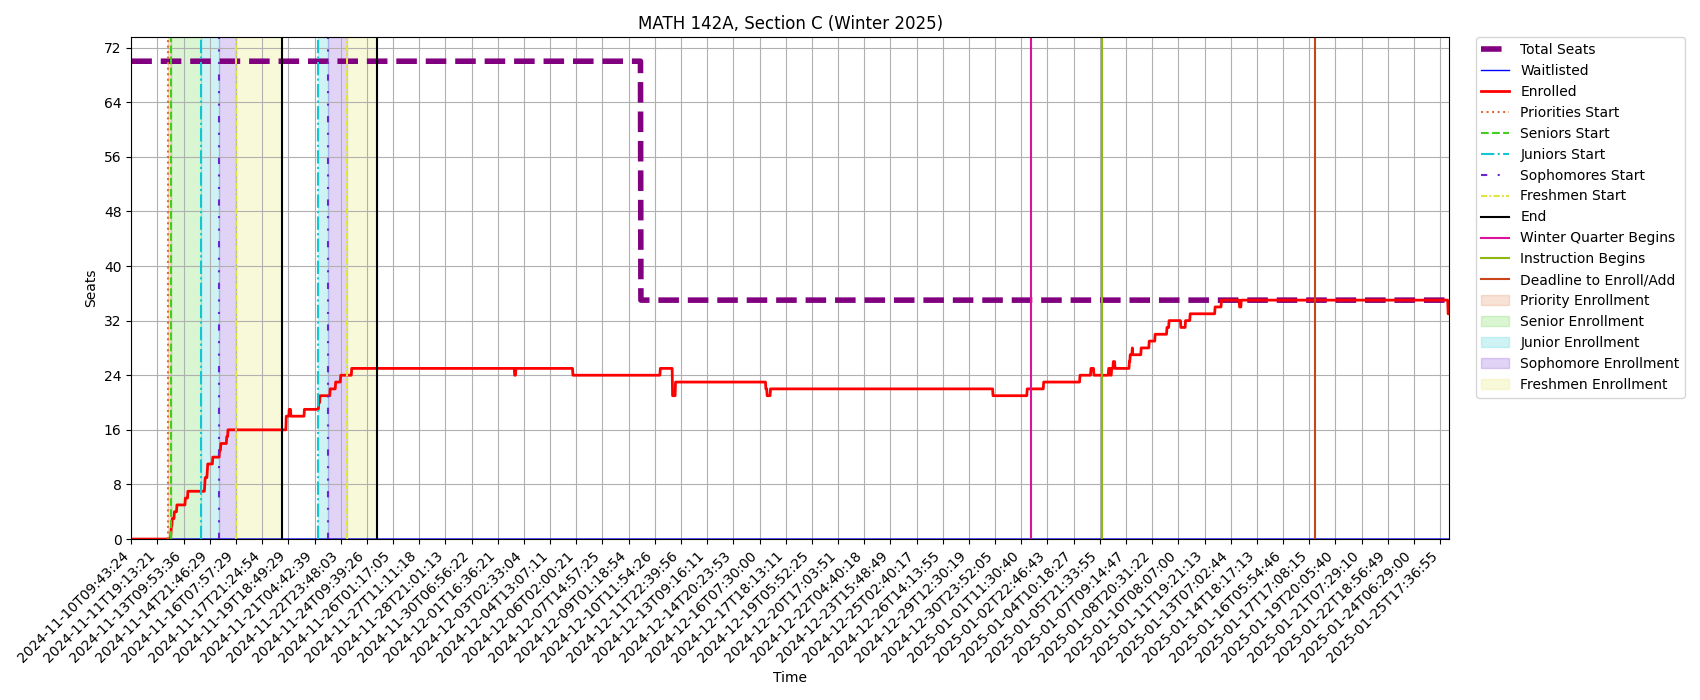 MATH 142A, Section C (Winter 2025)
Seats
72
64
56
48
40
32
24
16
8
0
2024-11-10T09:43:24
2024-11-11T19:13:21
2024-11-13T09:53:36
2024-11-14T21:46:29
2024-11-16T07:57:29
2024-11-17T21:24:54
2024-11-19T18:49:29
2024-11-21T04:42:39
2024-11-22T23:48:03
2024-11-24T09:39:26
2024-11-26T01:17:05
2024-11-27T11:11:18
2024-11-28T21:01:13
2024-11-30T06:56:22
2024-12-01T16:36:21
2024-12-03T02:33:04
2024-12-04T13:07:11
2024-12-06T02:00:21
2024-12-07T14:57:25
2024-12-09T01:18:54
2024-12-10T11:54:26
2024-12-11T22:39:56
2024-12-13T09:16:11
2024-12-14T20:23:53
2024-12-16T07:30:00
2024-12-17T18:13:11
2024-12-19T05:52:25
2024-12-20T17:03:51
2024-12-22T04:40:18
2024-12-23T15:48:49
2024-12-25T02:40:17
2024-12-26T14:13:55
2024-12-29T12:30:19
2024-12-30T23:52:05
2025-01-01T11:30:40
2025-01-02T22:46:43
2025-01-04T10:18:27
2025-01-05T21:33:55
2025-01-07T09:14:47
2025-01-08T20:31:22
2025-01-10T08:07:00
2025-01-11T19:21:13
2025-01-13T07:02:44
2025-01-14T18:17:13
2025-01-16T05:54:46
2025-01-17T17:08:15
2025-01-19T20:05:40
2025-01-21T07:29:10
2025-01-22T18:56:49
2025-01-24T06:29:00
2025-01-25T17:36:55
Time
Total Seats
Waitlisted
Enrolled
Priorities Start
Seniors Start
Juniors Start
Sophomores Start
Freshmen Start
End
Winter Quarter Begins
Instruction Begins
Deadline to Enroll/Add
Priority Enrollment
Senior Enrollment
Junior Enrollment
Sophomore Enrollment
Freshmen Enrollment